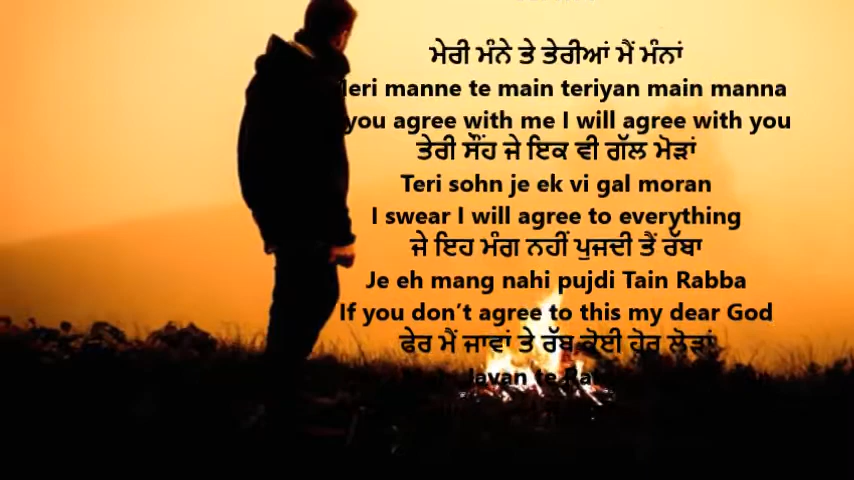 ਮੇਰੀ ਮੰਨੇ ਤੇ ਤੇਰੀਆਂ ਮੈਂ ਮੰਨਾਂ
manne te main teriyan main manna
you agree with me I will agree with you
ਤੇਰੀ ਸੌਂਹ ਜੇ ਇਕ ਵੀ ਗੱਲ ਮੋੜਾਂ
Teri sohn je ek vi gal moran
I swear I will agree to everything
ਜੇ ਇਹ ਮੰਗ ਨਹੀਂ ਪੁਜਦੀ ਤੈਂ ਰੱਬਾ
Je eh mang nahi pujdi Tain Rabba
If you don't agree to this my dear God
ਫੇਰ ਮੈਂ ਜਾਵਾਂ ਤੇ ਰੱਬ ਕੋਈ ਹੋਰ ਲੋੜਾਂ
Javan te